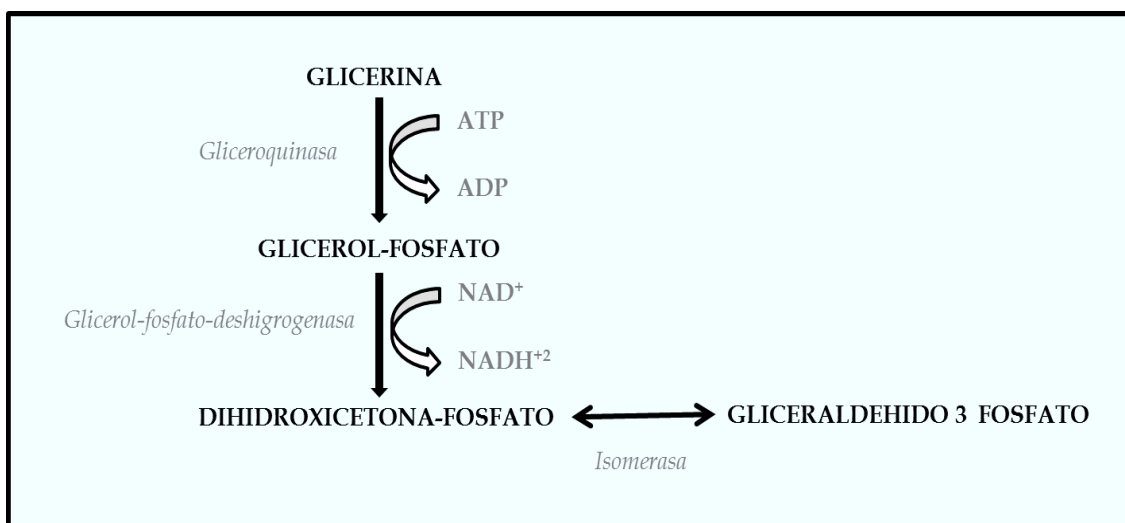 GLICERINA
ATP
Gliceroquinasa
ADP
GLICEROL-FOSFATO
NAD+
Glicerol-fosfato-deshigrogenasa
NADH+2
DIHIDROXICETONA-FOSFATO
GLICERALDEHIDO 3 FOSFATO
Isomerasa